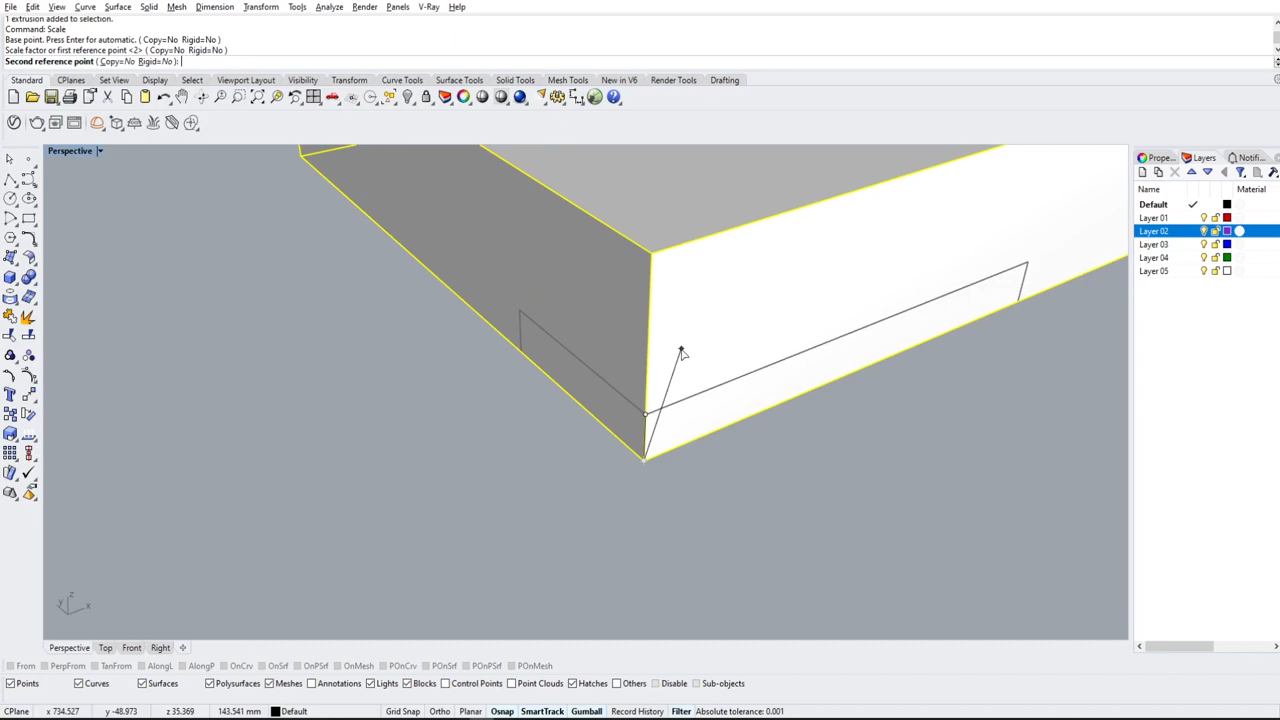 File Edit View Curve Surface Solid Mesh Dimension Transform Tools Analyze Render Panels V-Ray Help
1 extrusion added to selection.
Command: Scale
Base point. Press Enter for automatic. ( Copy=No Rigid=No )
Scale factor or first reference point <2> ( Copy=No Rigid=No )
Second reference point ( Copy=No Rigid=No ):
Standard CPlanes Set View Display Select Viewport Layout Visibility Transform Curve Tools Surface Tools Solid Tools Mesh Tools New in V6 Render Tools Drafting
Perspective
Prope... Layers Notifi...
Name Material
Default
Layer 01
Layer 02
Layer 03
Layer 04
Layer 05
z
y x
Perspective Top Front Right
From PerpFrom TanFrom AlongL AlongP OnCrv OnSrf OnPSrf OnMesh POnCrv POnSrf POnPSrf POnMesh
Points Curves Surfaces Polysurfaces Meshes Annotations Lights Blocks Control Points Point Clouds Hatches Others Disable Sub-objects
CPlane x 734.527 y -48.973 z 35.369 143.541 mm Default Grid Snap Ortho Planar Osnap SmartTrack Gumball Record History Filter Absolute tolerance: 0.001